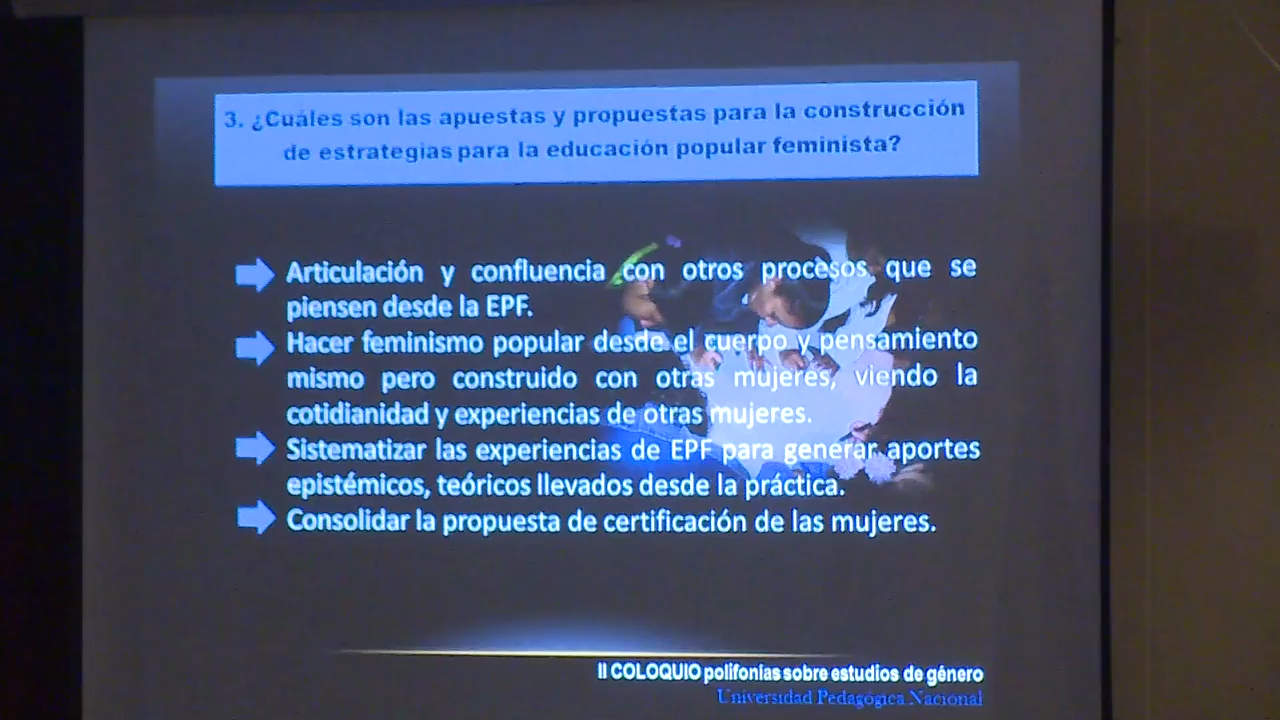 3. ¿Cuáles son las apuestas y propuestas para la construcción
de estrategias para la educación popular feminista?
Articulación y confluencia con otros procesos que se
piensen desde la EPF.
Hacer feminismo popular desde el cuerpo y pensamiento
mismo pero construido con otras mujeres, viendo la
cotidianidad y experiencias de otras mujeres.
Sistematizar las experiencias de EPF para generar aportes
epistémicos, teóricos llevados desde la práctica.
Consolidar la propuesta de certificación de las mujeres.
II COLOQUIO polifonías sobre estudios de género
Universidad Pedagógica Nacional